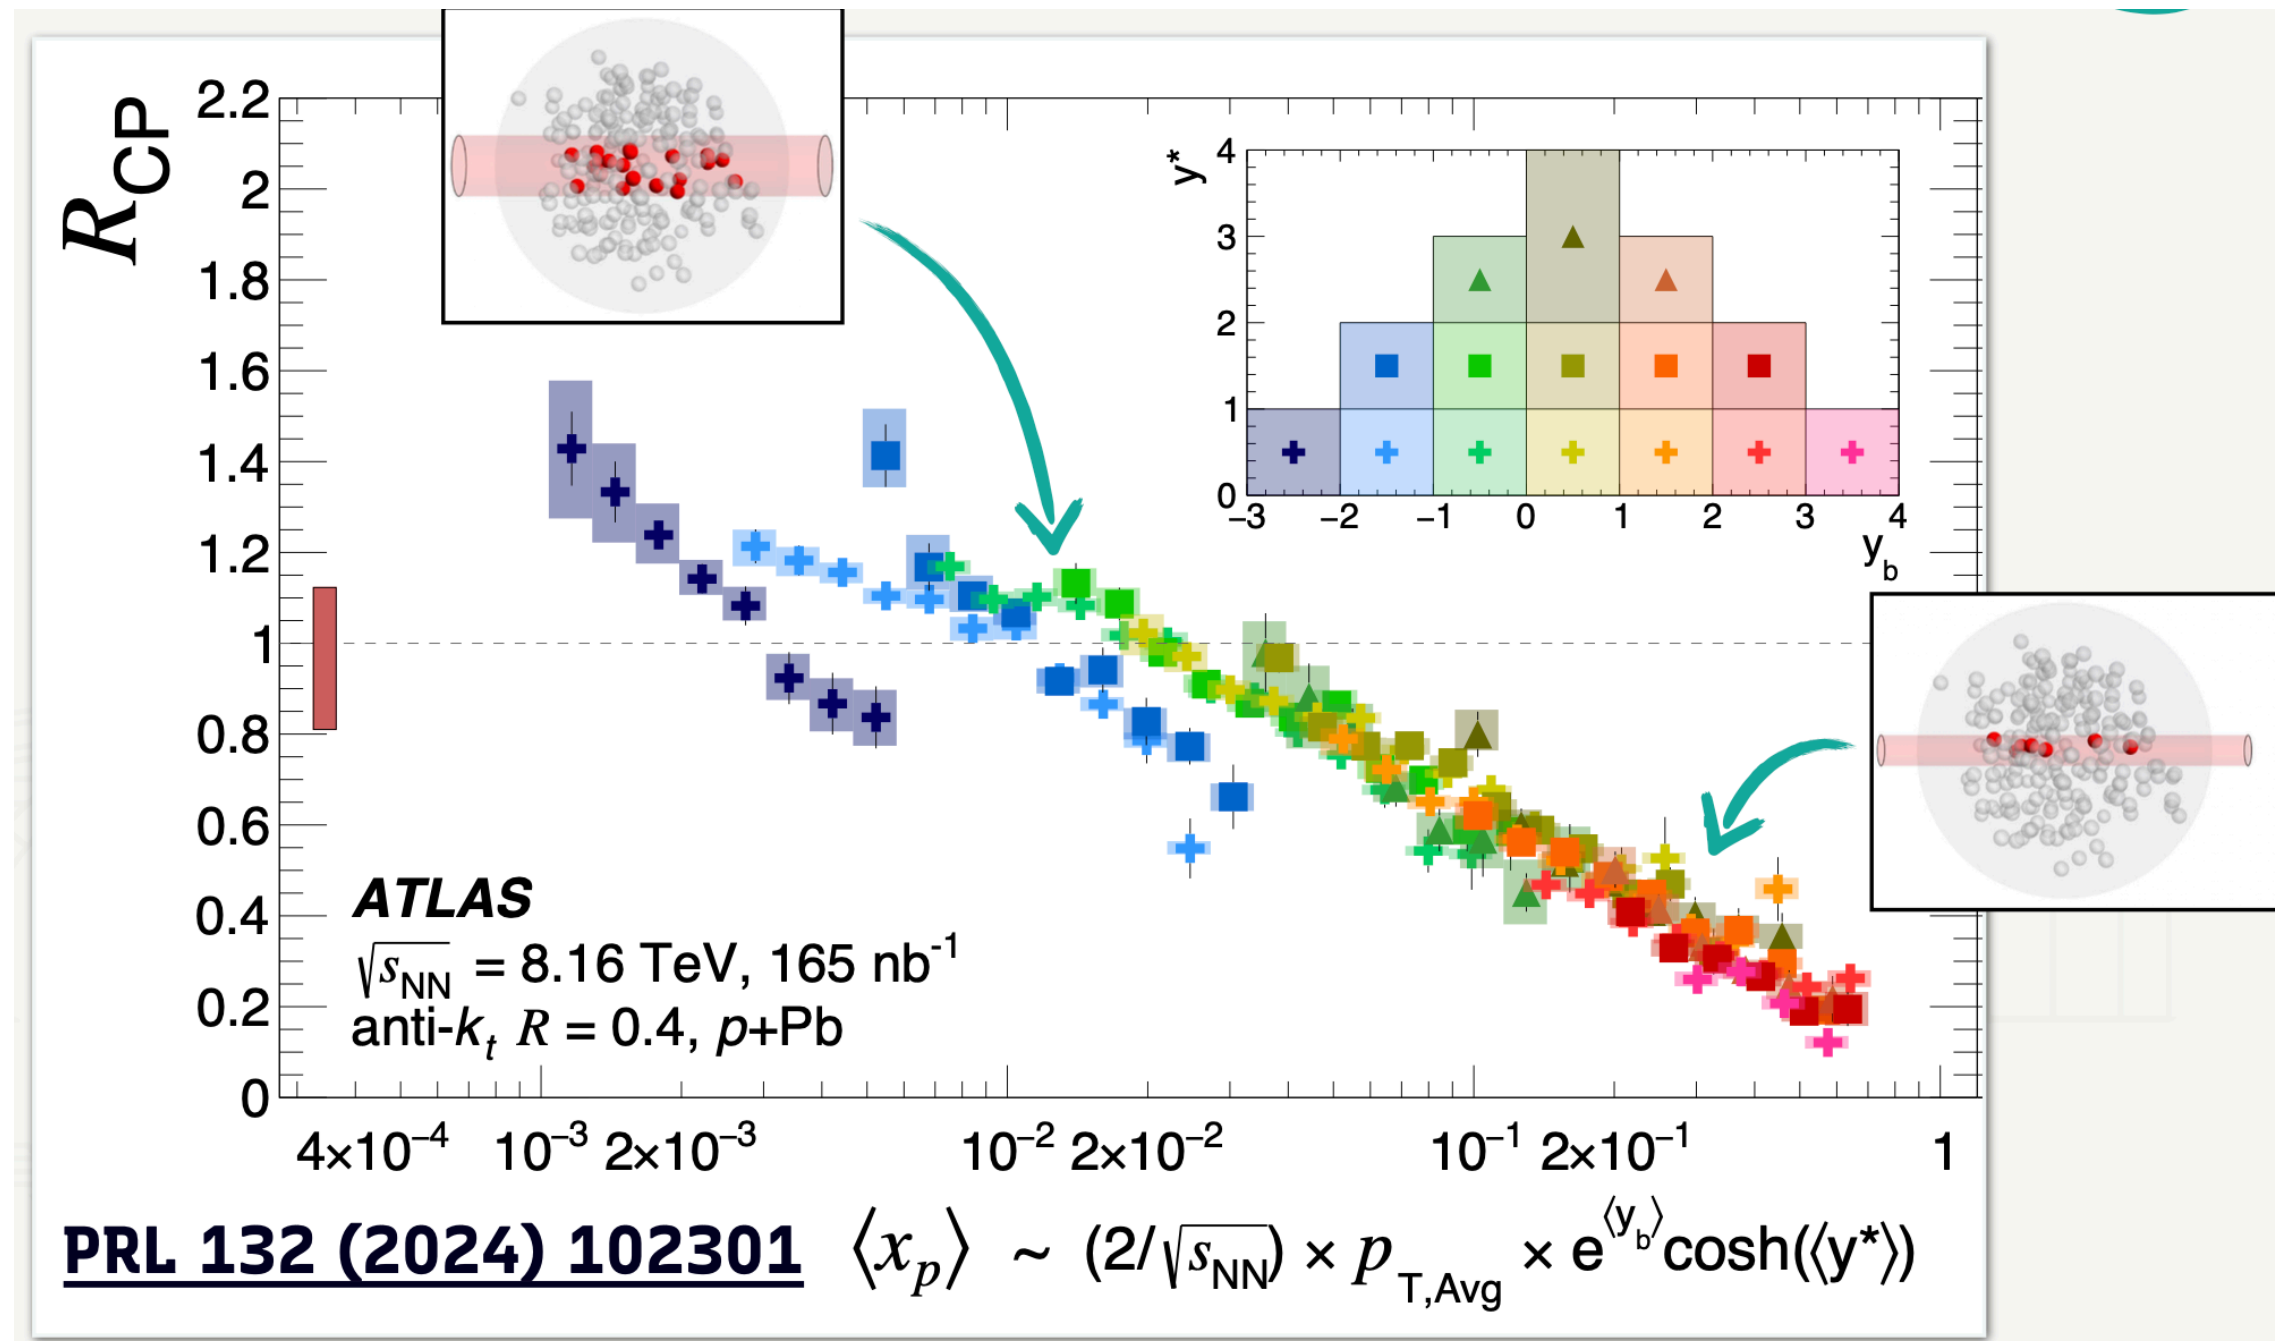 R_CP
2.2
2
1.8
1.6
1.4
1.2
1
0.8
0.6
0.4
0.2
0
y*
4
3
2
1
0
−3 −2 −1 0 1 2 3 4
y_b
ATLAS
√s_NN = 8.16 TeV, 165 nb⁻¹
anti-k_t R = 0.4, p+Pb
4×10⁻⁴ 10⁻³ 2×10⁻³ 10⁻² 2×10⁻² 10⁻¹ 2×10⁻¹ 1
PRL 132 (2024) 102301 ⟨x_p⟩ ~ (2/√s_NN) × p_T,Avg × e^⟨y_b⟩cosh(⟨y*⟩)